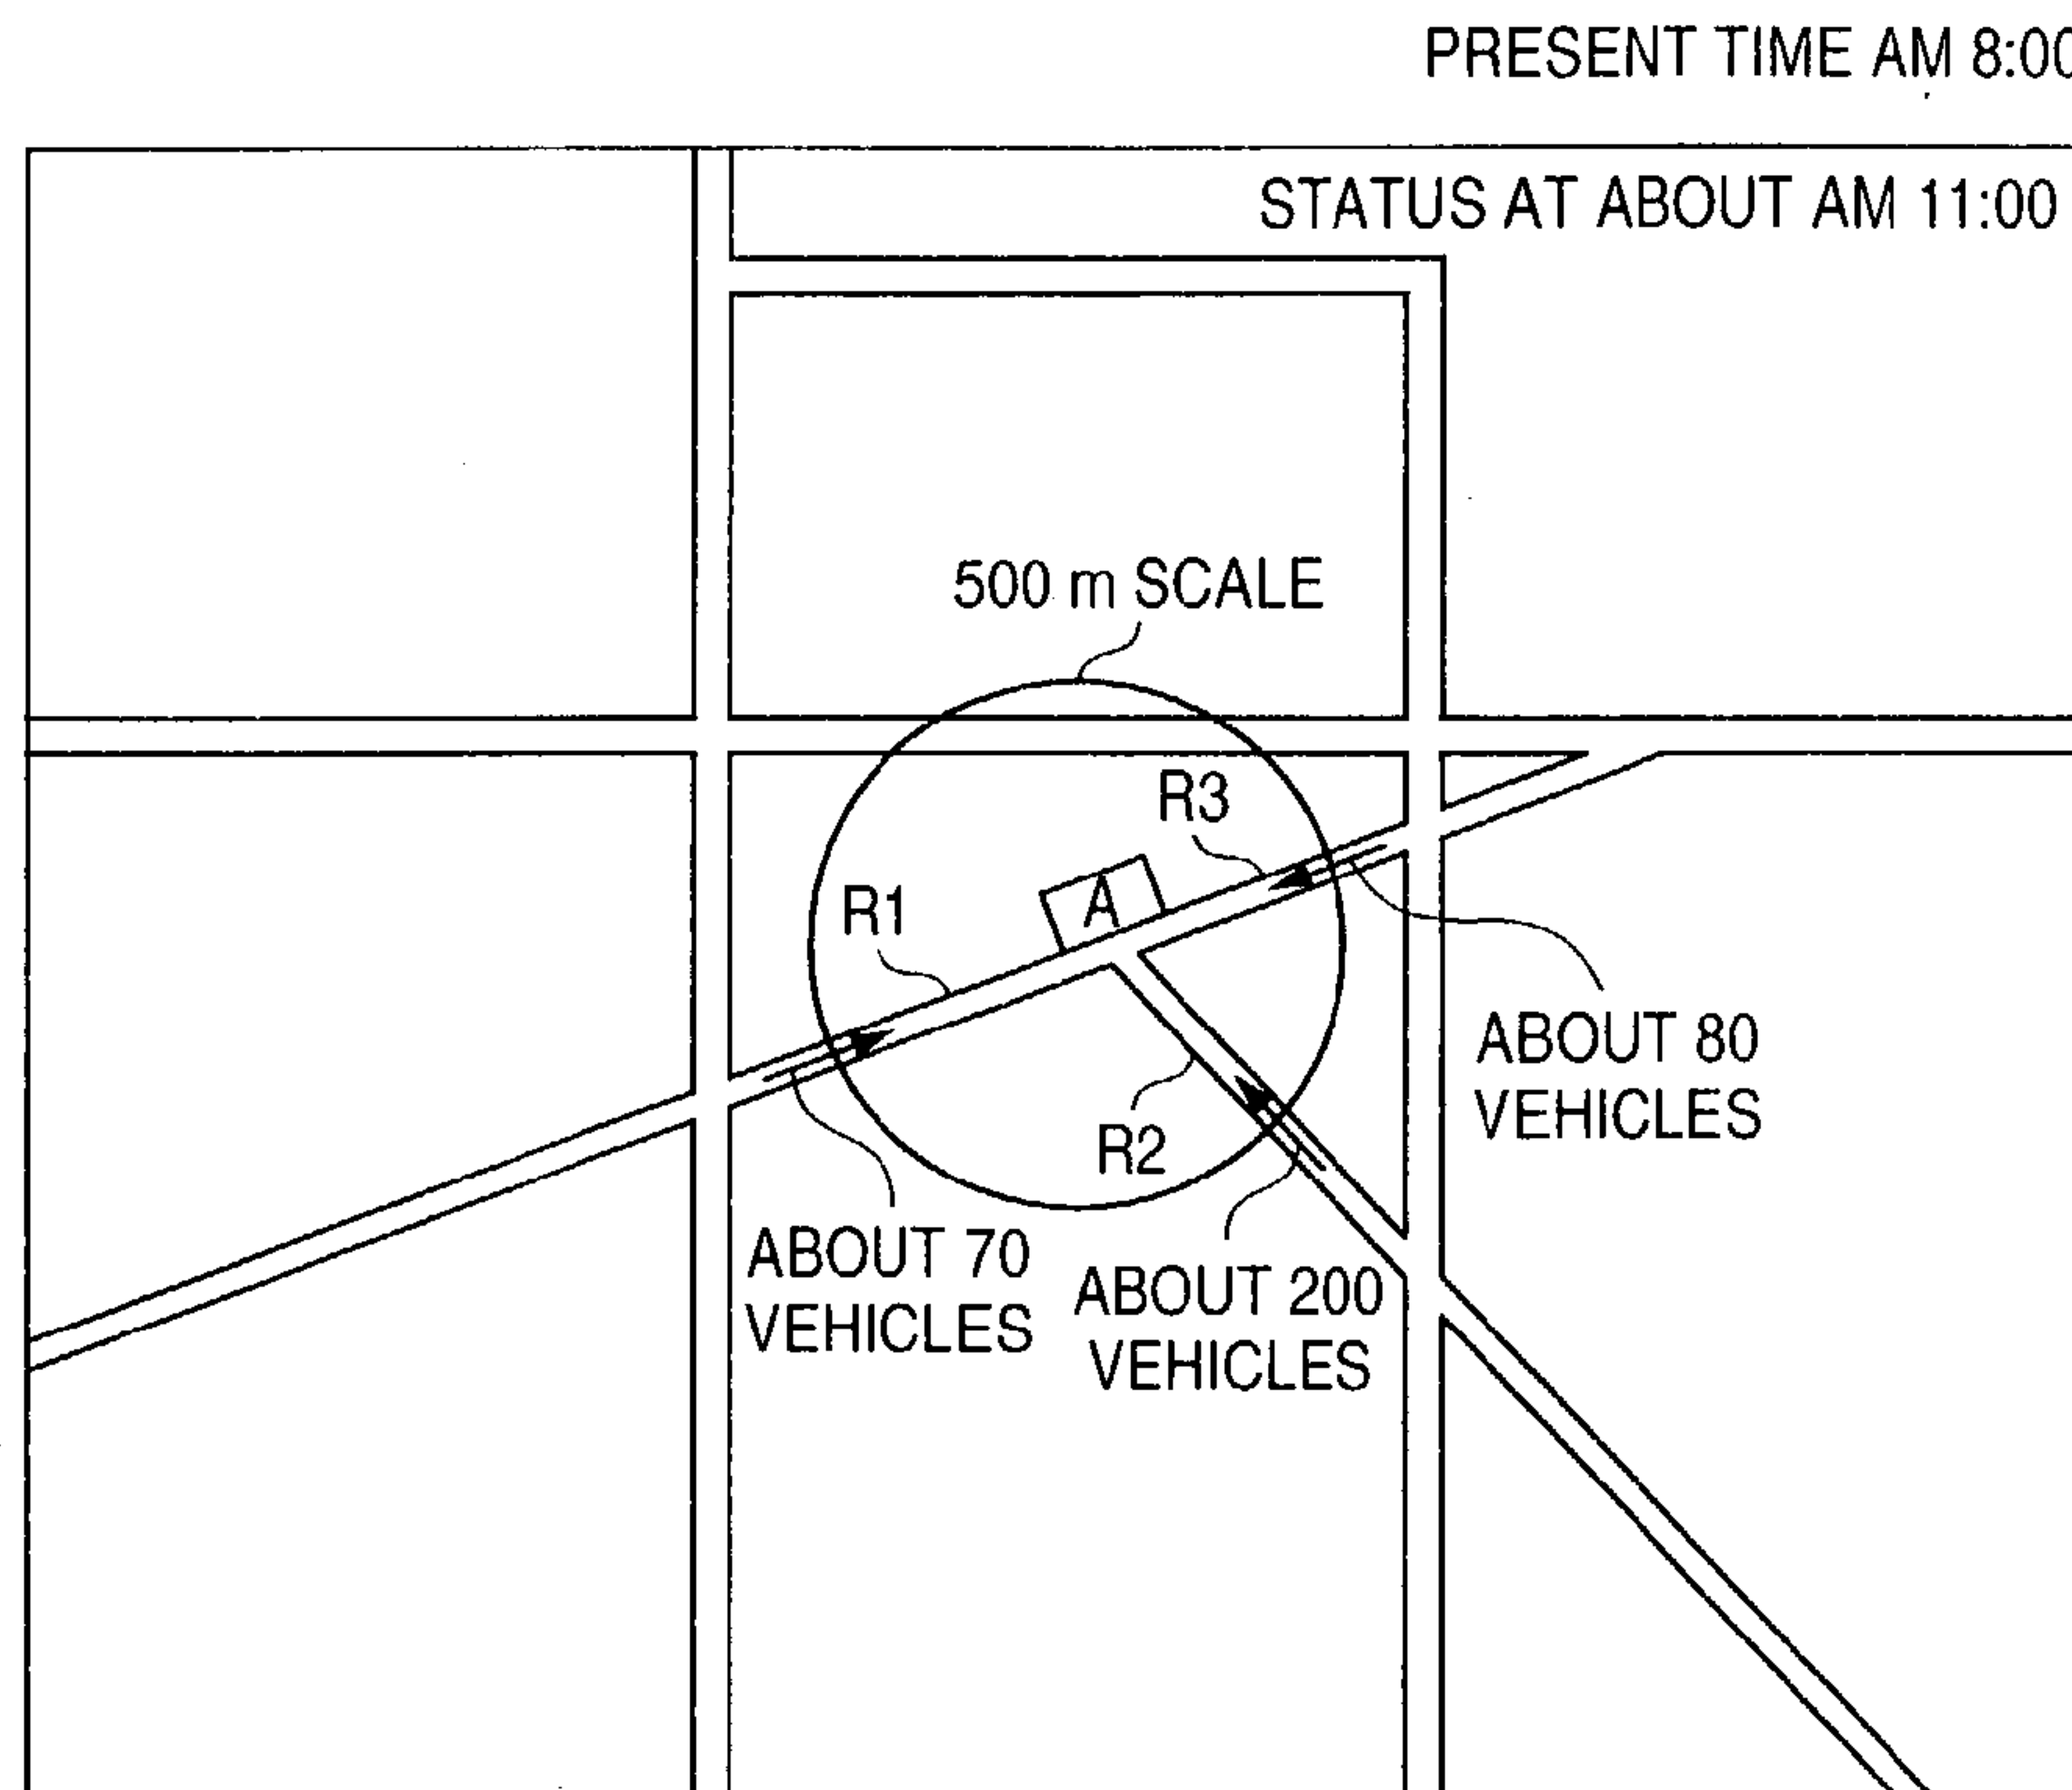 PRESENT TIME AM 8:00
STATUS AT ABOUT AM 11:00
500 m SCALE
R3
A
R1
ABOUT 80
VEHICLES
R2
ABOUT 70
VEHICLES
ABOUT 200
VEHICLES